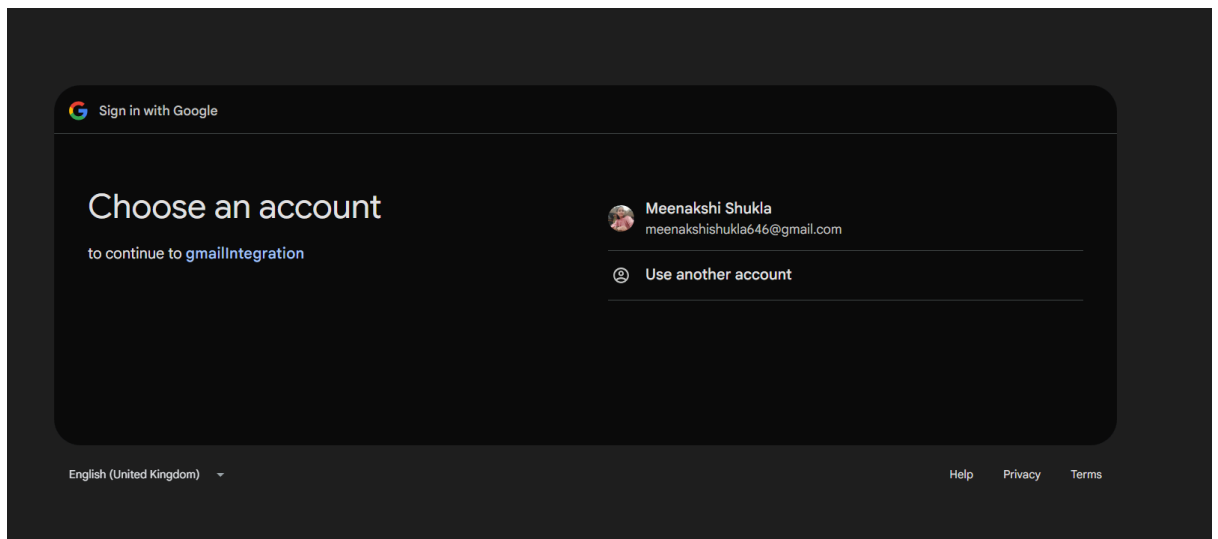 Sign in with Google
Choose an account
to continue to gmailIntegration
Meenakshi Shukla
meenakshishukla646@gmail.com
Use another account
English (United Kingdom)
Help Privacy Terms